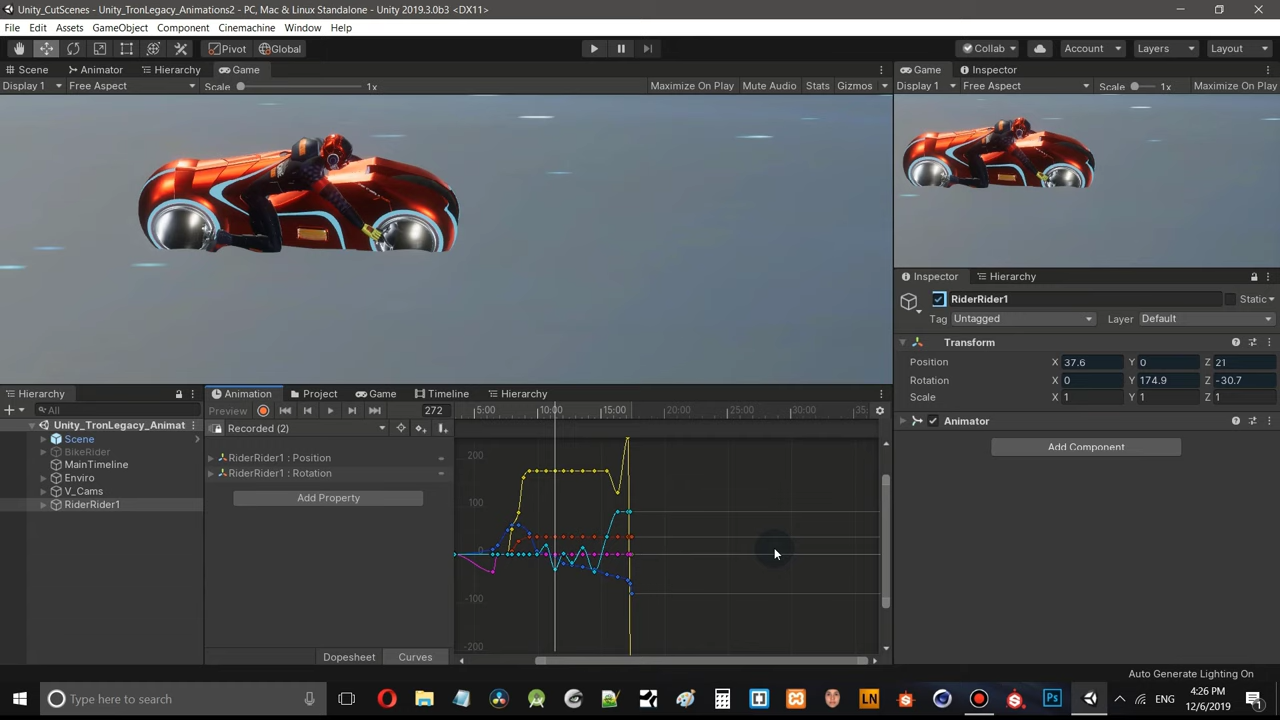 Unity_CutScenes - Unity_TronLegacy_Animations2 - PC, Mac & Linux Standalone - Unity 2019.3.0b3 <DX11>
File Edit Assets GameObject Component Cinemachine Window Help
Pivot Global Collab Account Layers Layout
Scene Animator Hierarchy Game
Display 1 Free Aspect Scale 1x Maximize On Play Mute Audio Stats Gizmos
Game Inspector
Display 1 Free Aspect Scale 1x Maximize On Play
Inspector Hierarchy
RiderRider1 Static
Tag Untagged Layer Default
Transform
Position X 37.6 Y 0 Z 21
Rotation X 0 Y 174.9 Z -30.7
Scale X 1 Y 1 Z 1
Animator
Add Component
Hierarchy
All
Unity_TronLegacy_Animat
Scene
BikeRider
MainTimeline
Enviro
V_Cams
RiderRider1
Animation Project Game Timeline Hierarchy
Preview 272 5:00 10:00 15:00 20:00 25:00 30:00 35:
Recorded (2)
RiderRider1 : Position
RiderRider1 : Rotation
Add Property
200
100
0
-100
-200
Dopesheet Curves
Auto Generate Lighting On
Type here to search
LN
Ps
ENG
4:26 PM
12/6/2019
1